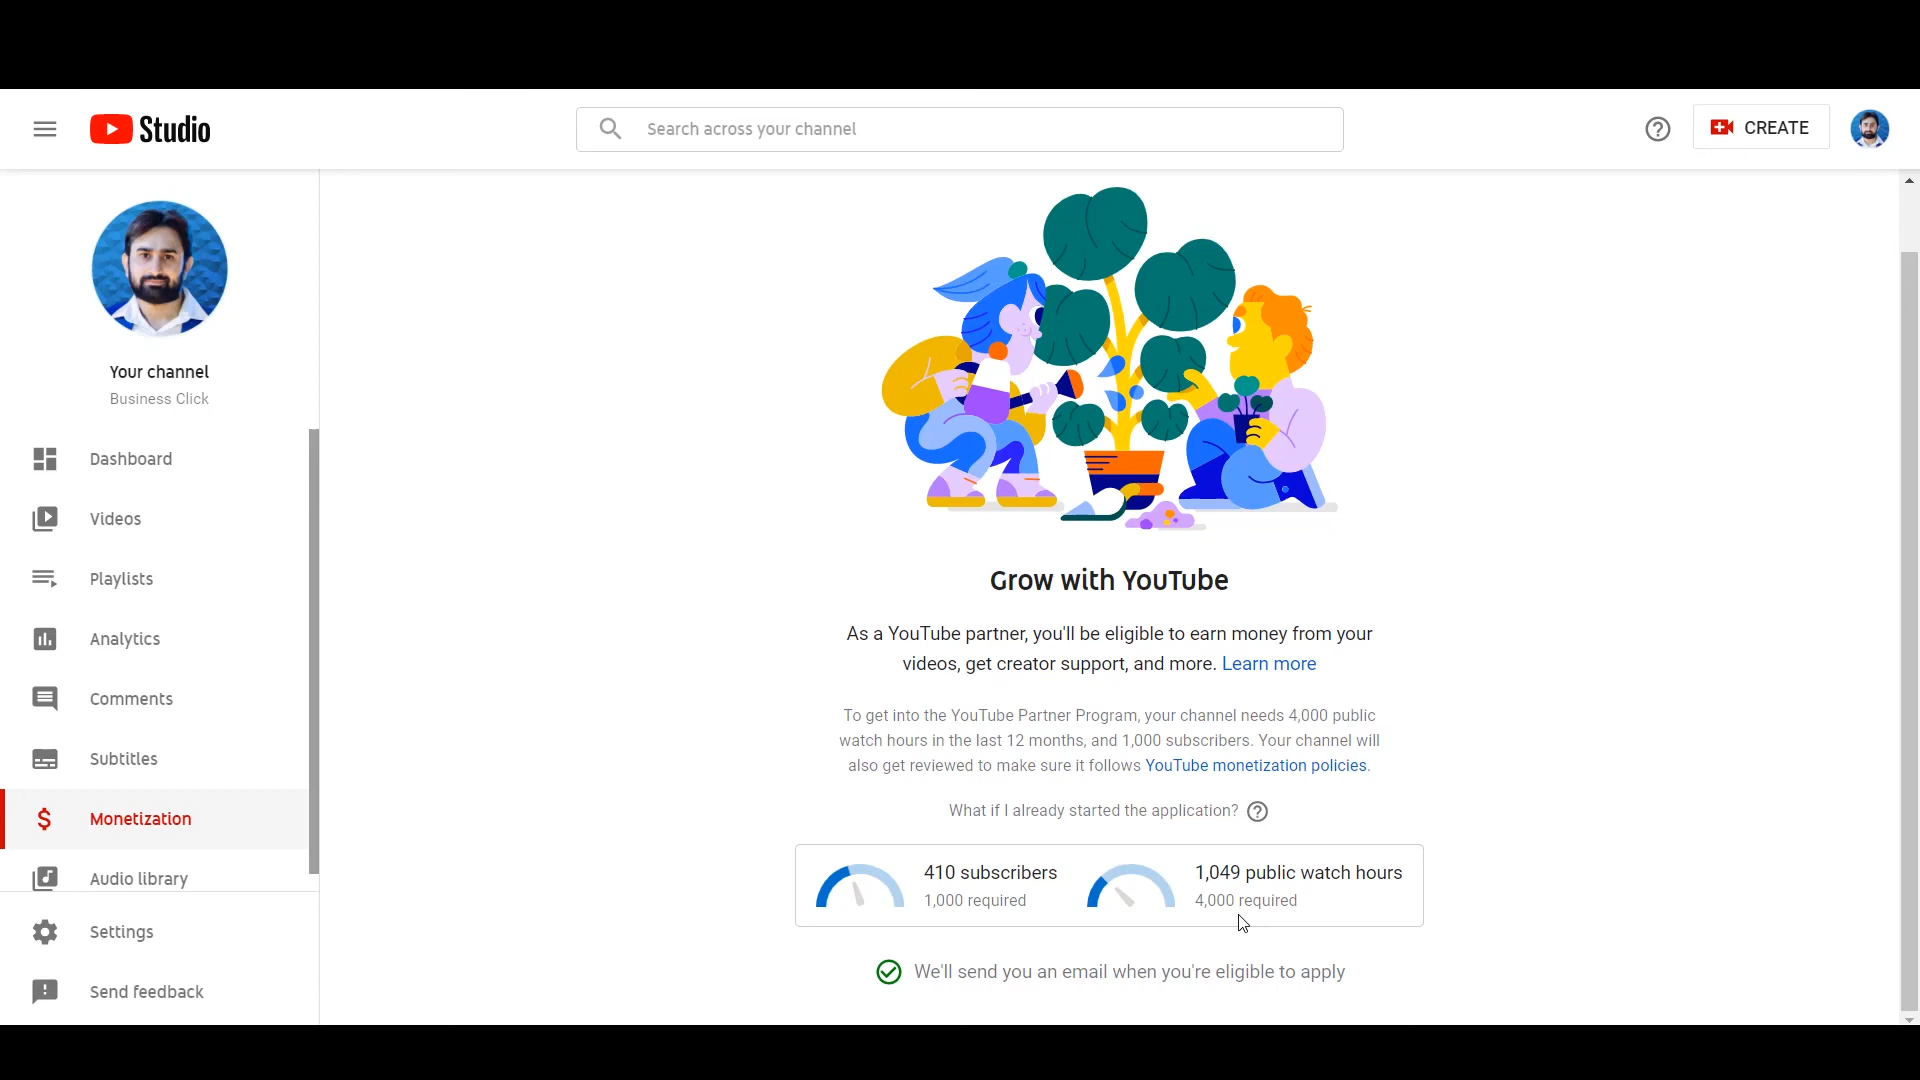 Studio
Search across your channel
CREATE
Your channel
Business Click
Dashboard
Videos
Playlists
Analytics
Comments
Subtitles
Monetization
Audio library
Settings
Send feedback
Grow with YouTube
As a YouTube partner, you'll be eligible to earn money from your
videos, get creator support, and more. Learn more
To get into the YouTube Partner Program, your channel needs 4,000 public
watch hours in the last 12 months, and 1,000 subscribers. Your channel will
also get reviewed to make sure it follows YouTube monetization policies.
What if I already started the application?
410 subscribers
1,000 required
1,049 public watch hours
4,000 required
We'll send you an email when you're eligible to apply